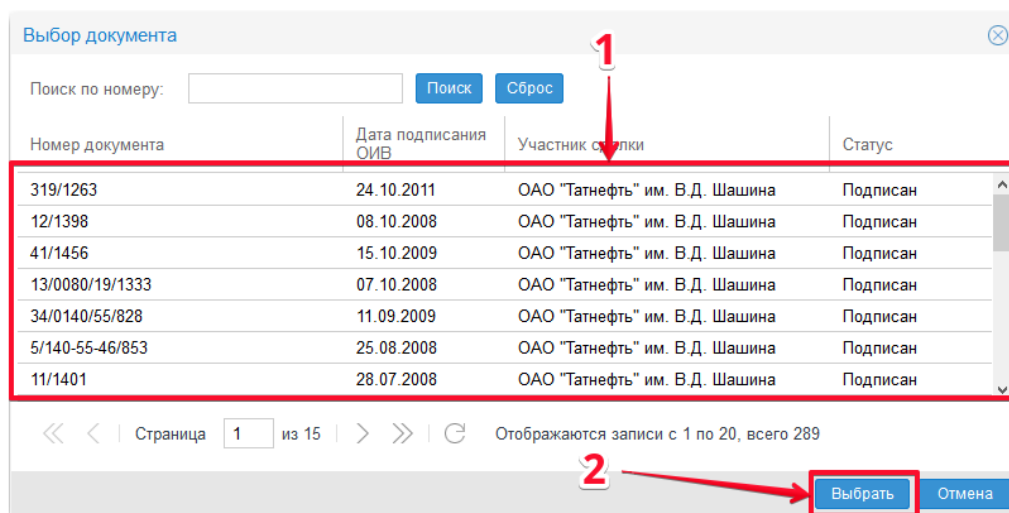 Выбор документа
1
Поиск по номеру: Поиск Сброс
Номер документа Дата подписания ОИВ Участник сделки Статус
319/1263 24.10.2011 ОАО "Татнефть" им. В.Д. Шашина Подписан
12/1398 08.10.2008 ОАО "Татнефть" им. В.Д. Шашина Подписан
41/1456 15.10.2009 ОАО "Татнефть" им. В.Д. Шашина Подписан
13/0080/19/1333 07.10.2008 ОАО "Татнефть" им. В.Д. Шашина Подписан
34/0140/55/828 11.09.2009 ОАО "Татнефть" им. В.Д. Шашина Подписан
5/140-55-46/853 25.08.2008 ОАО "Татнефть" им. В.Д. Шашина Подписан
11/1401 28.07.2008 ОАО "Татнефть" им. В.Д. Шашина Подписан
Страница 1 из 15 Отображаются записи с 1 по 20, всего 289
2
Выбрать Отмена